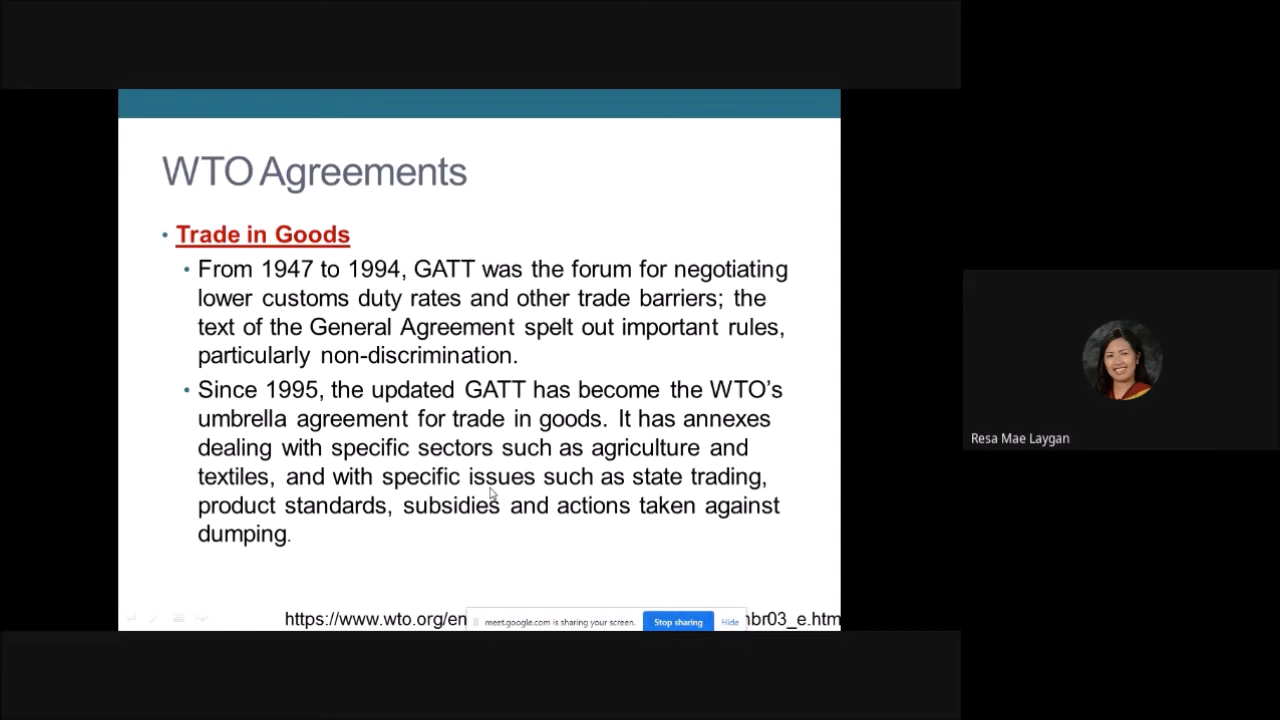 WTO Agreements
• Trade in Goods
• From 1947 to 1994, GATT was the forum for negotiating
lower customs duty rates and other trade barriers; the
text of the General Agreement spelt out important rules,
particularly non-discrimination.
• Since 1995, the updated GATT has become the WTO’s
umbrella agreement for trade in goods. It has annexes
dealing with specific sectors such as agriculture and
textiles, and with specific issues such as state trading,
product standards, subsidies and actions taken against
dumping.
https://www.wto.org/en
meet.google.com is sharing your screen. Stop sharing Hide
br03_e.htm
Resa Mae Laygan